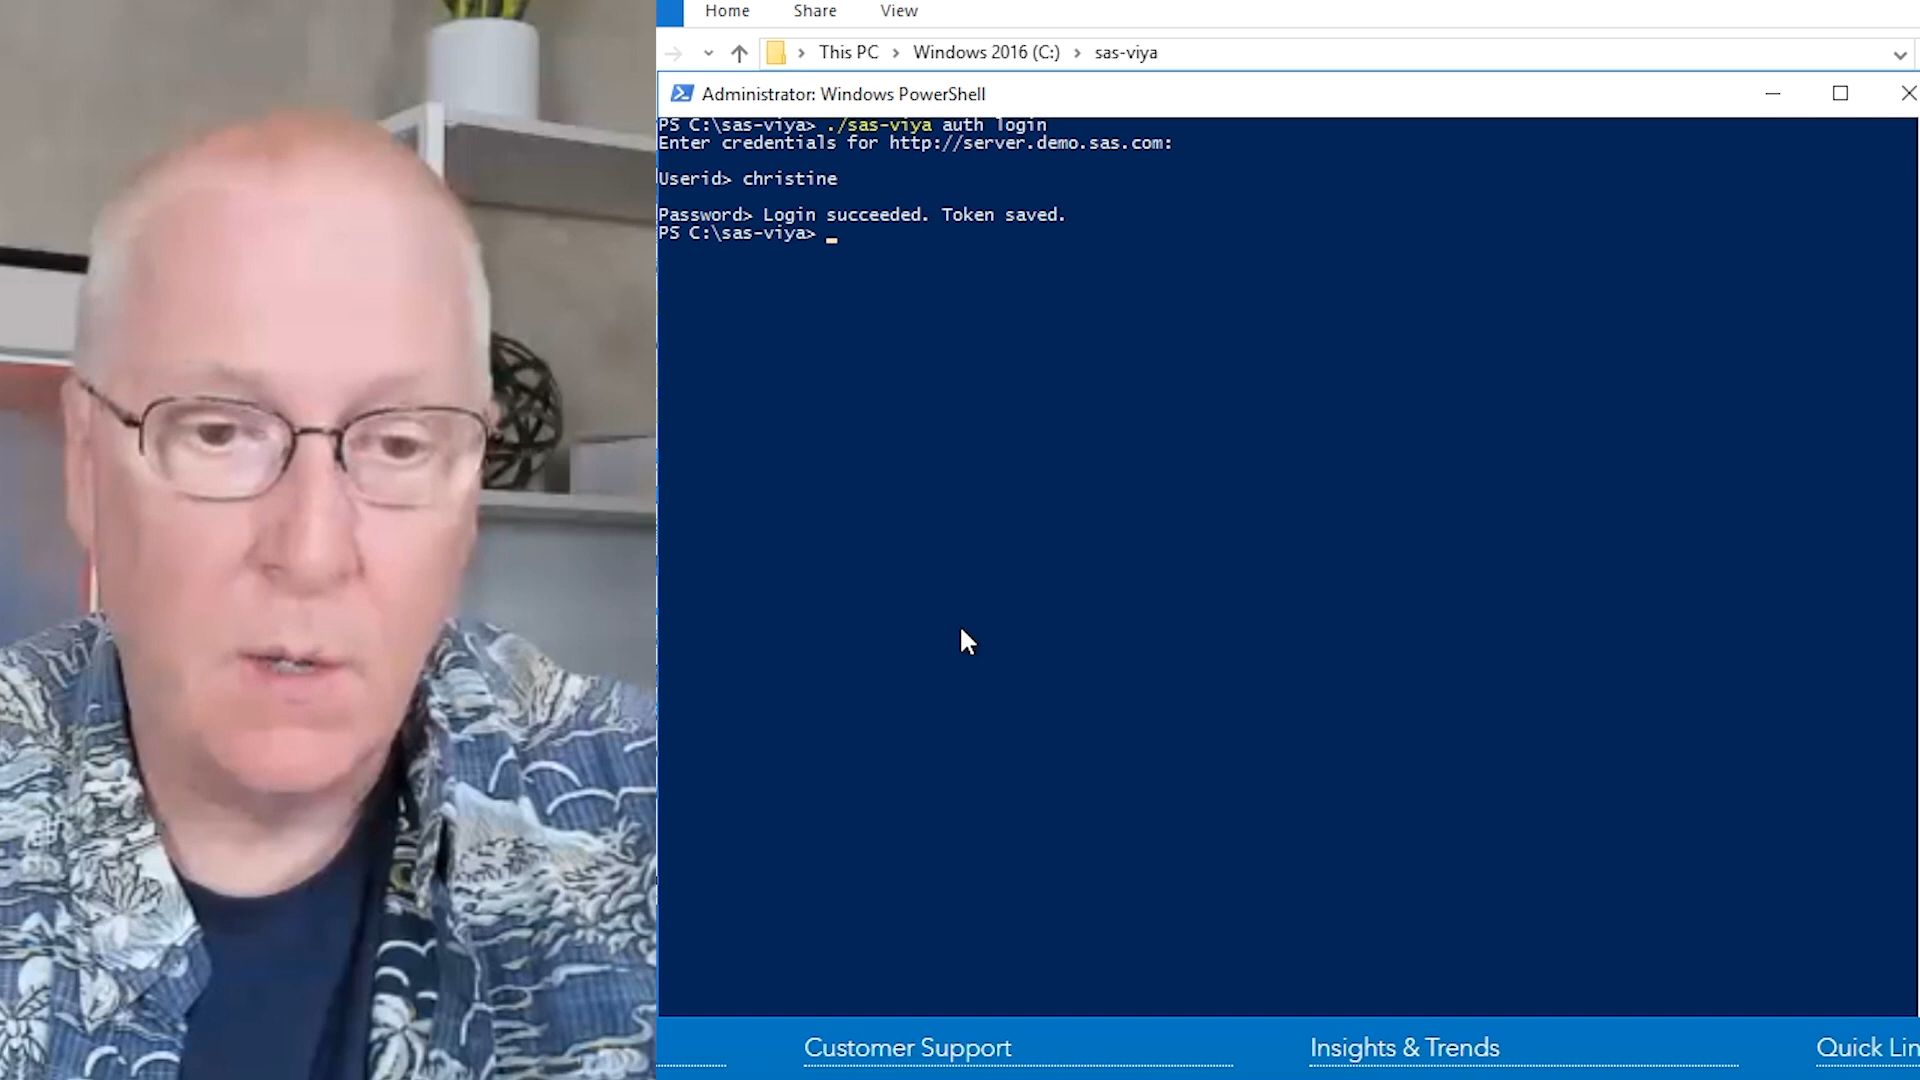 Home Share View
This PC > Windows 2016 (C:) > sas-viya
Administrator: Windows PowerShell
PS C:\sas-viya> ./sas-viya auth login
Enter credentials for http://server.demo.sas.com:
Userid> christine
Password> Login succeeded. Token saved.
PS C:\sas-viya> _
Customer Support Insights & Trends Quick Lin